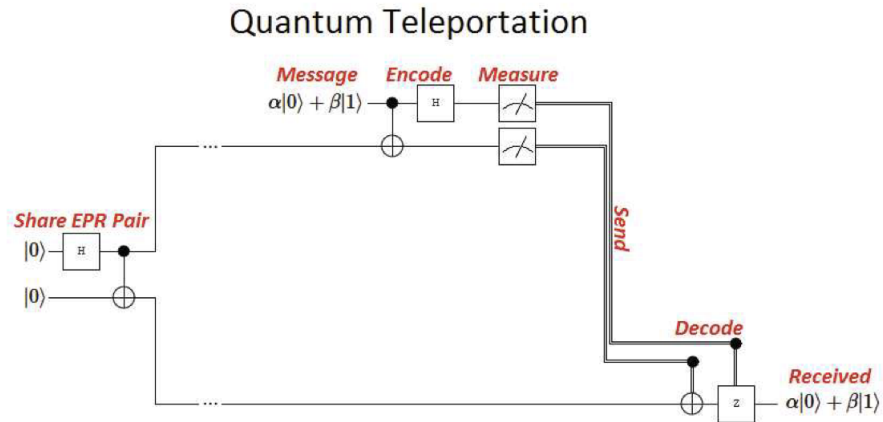 Quantum Teleportation
Message Encode Measure
α|0⟩ + β|1⟩ H
...
Share EPR Pair
|0⟩ H
|0⟩
Send
Decode
Received
... Z α|0⟩ + β|1⟩